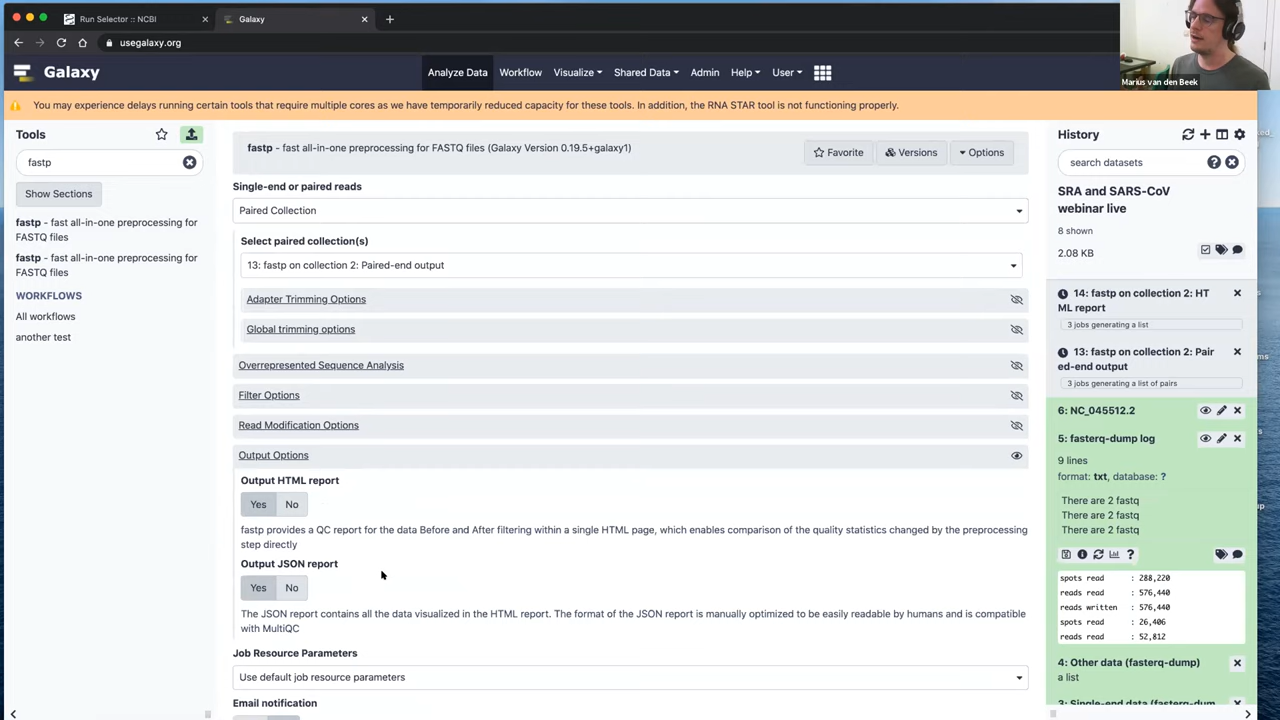 Run Selector :: NCBI
Galaxy
usegalaxy.org
Marius van den Beek
Galaxy
Analyze Data
Workflow
Visualize
Shared Data
Admin
Help
User
You may experience delays running certain tools that require multiple cores as we have temporarily reduced capacity for these tools. In addition, the RNA STAR tool is not functioning properly.
Tools
fastp
Show Sections
fastp - fast all-in-one preprocessing for
FASTQ files
fastp - fast all-in-one preprocessing for
FASTQ files
WORKFLOWS
All workflows
another test
fastp - fast all-in-one preprocessing for FASTQ files (Galaxy Version 0.19.5+galaxy1)
Favorite
Versions
Options
Single-end or paired reads
Paired Collection
Select paired collection(s)
13: fastp on collection 2: Paired-end output
Adapter Trimming Options
Global trimming options
Overrepresented Sequence Analysis
Filter Options
Read Modification Options
Output Options
Output HTML report
Yes No
fastp provides a QC report for the data Before and After filtering within a single HTML page, which enables comparison of the quality statistics changed by the preprocessing
step directly
Output JSON report
Yes No
The JSON report contains all the data visualized in the HTML report. The format of the JSON report is manually optimized to be easily readable by humans and is compatible
with MultiQC
Job Resource Parameters
Use default job resource parameters
Email notification
History
search datasets
SRA and SARS-CoV
webinar live
8 shown
2.08 KB
14: fastp on collection 2: HT
ML report
3 jobs generating a list
13: fastp on collection 2: Pair
ed-end output
3 jobs generating a list of pairs
6: NC_045512.2
5: fasterq-dump log
9 lines
format: txt, database: ?
There are 2 fastq
There are 2 fastq
There are 2 fastq
spots read : 288,220
reads read : 576,440
reads written : 576,440
spots read : 26,406
reads read : 52,812
4: Other data (fasterq-dump)
a list
3: Single-end data (fasterq-dum